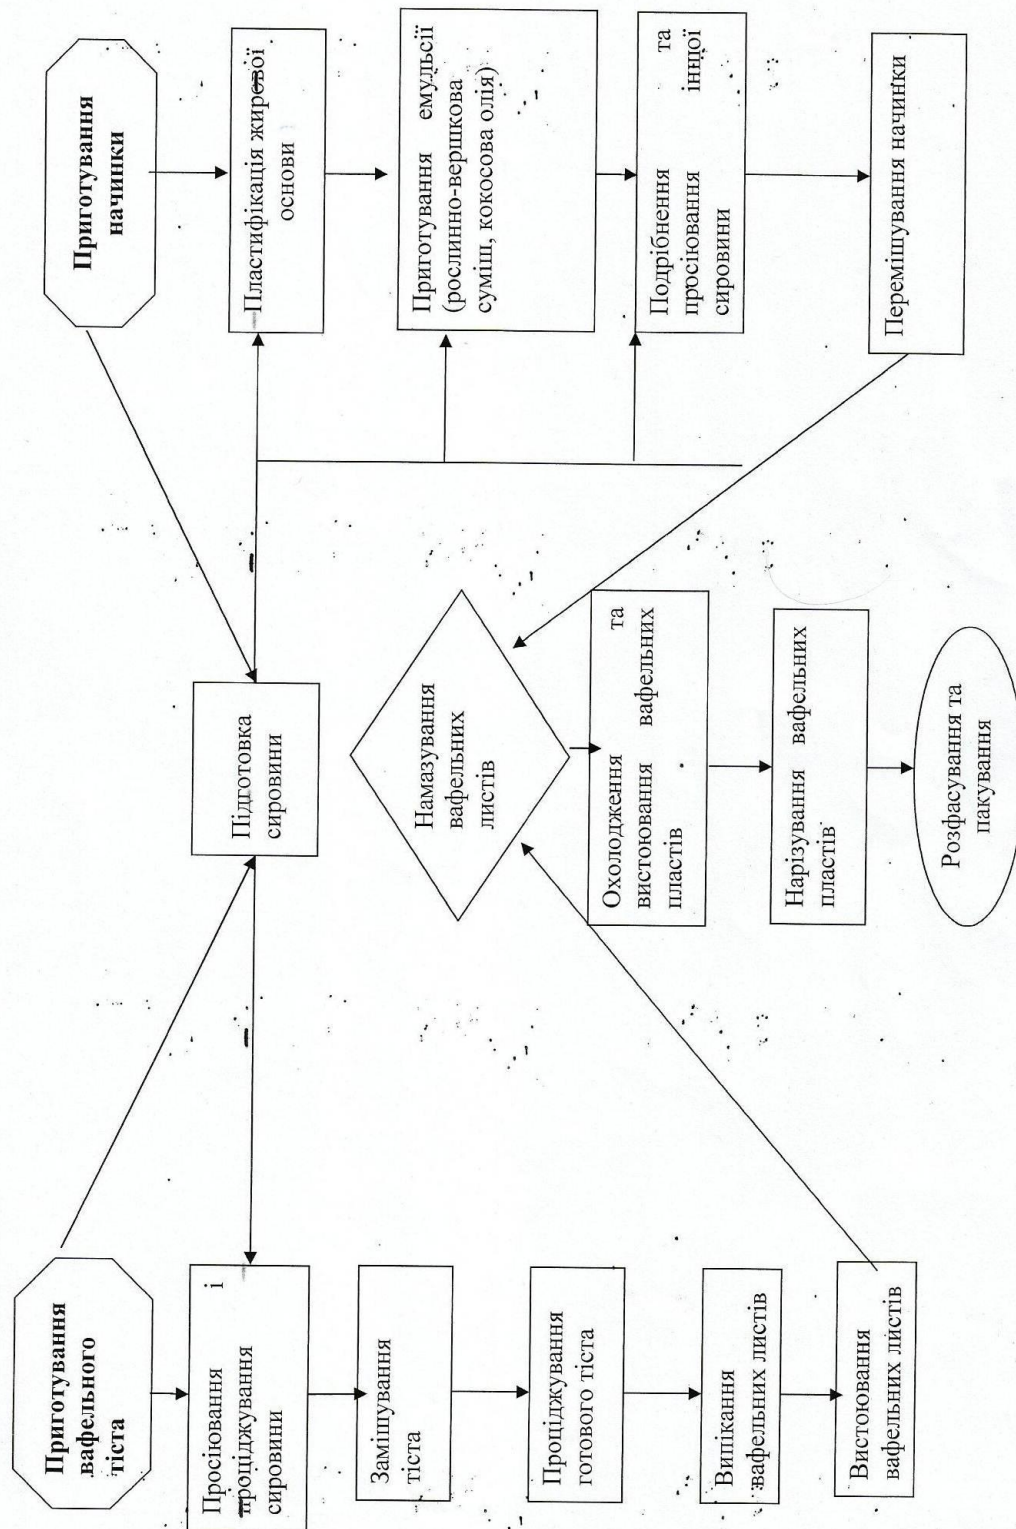 Приготування
вафельного
тіста
Просіювання і
проціджування
сировини
Замішування
тіста
Проціджування
готового тіста
Випікання
вафельних листів
Вистоювання
вафельних листів
Підготовка
сировини
Намазування
вафельних
листів
Охолодження та
вистоювання вафельних
пластів
Нарізування вафельних
пластів
Розфасування та
пакування
Приготування
начинки
Пластифікація жирової
основи
Приготування емульсії
(рослинно-вершкова
суміш, кокосова олія)
Подрібнення та
просіювання іншої
сировини
Перемішування начинки